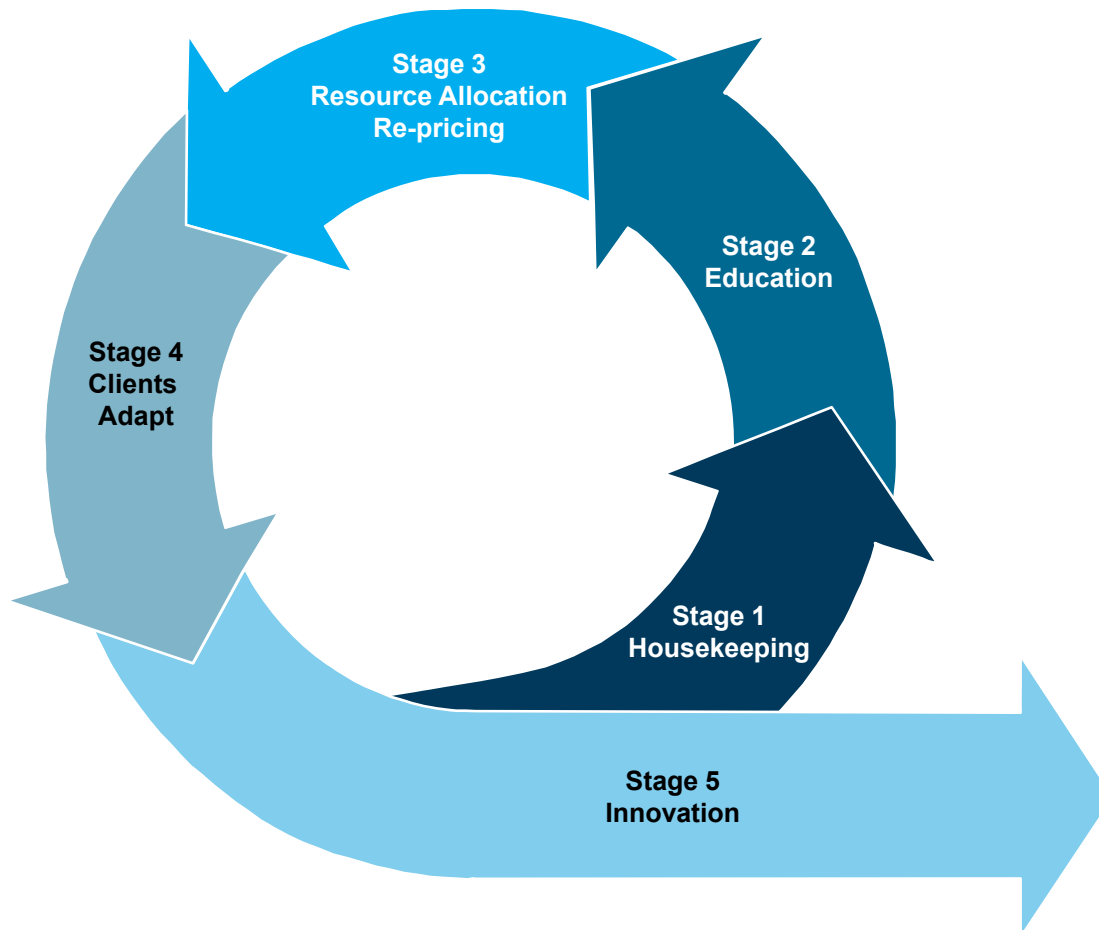 Stage 3
Resource Allocation
Re-pricing
Stage 2
Education
Stage 4
Clients
Adapt
Stage 1
Housekeeping
Stage 5
Innovation